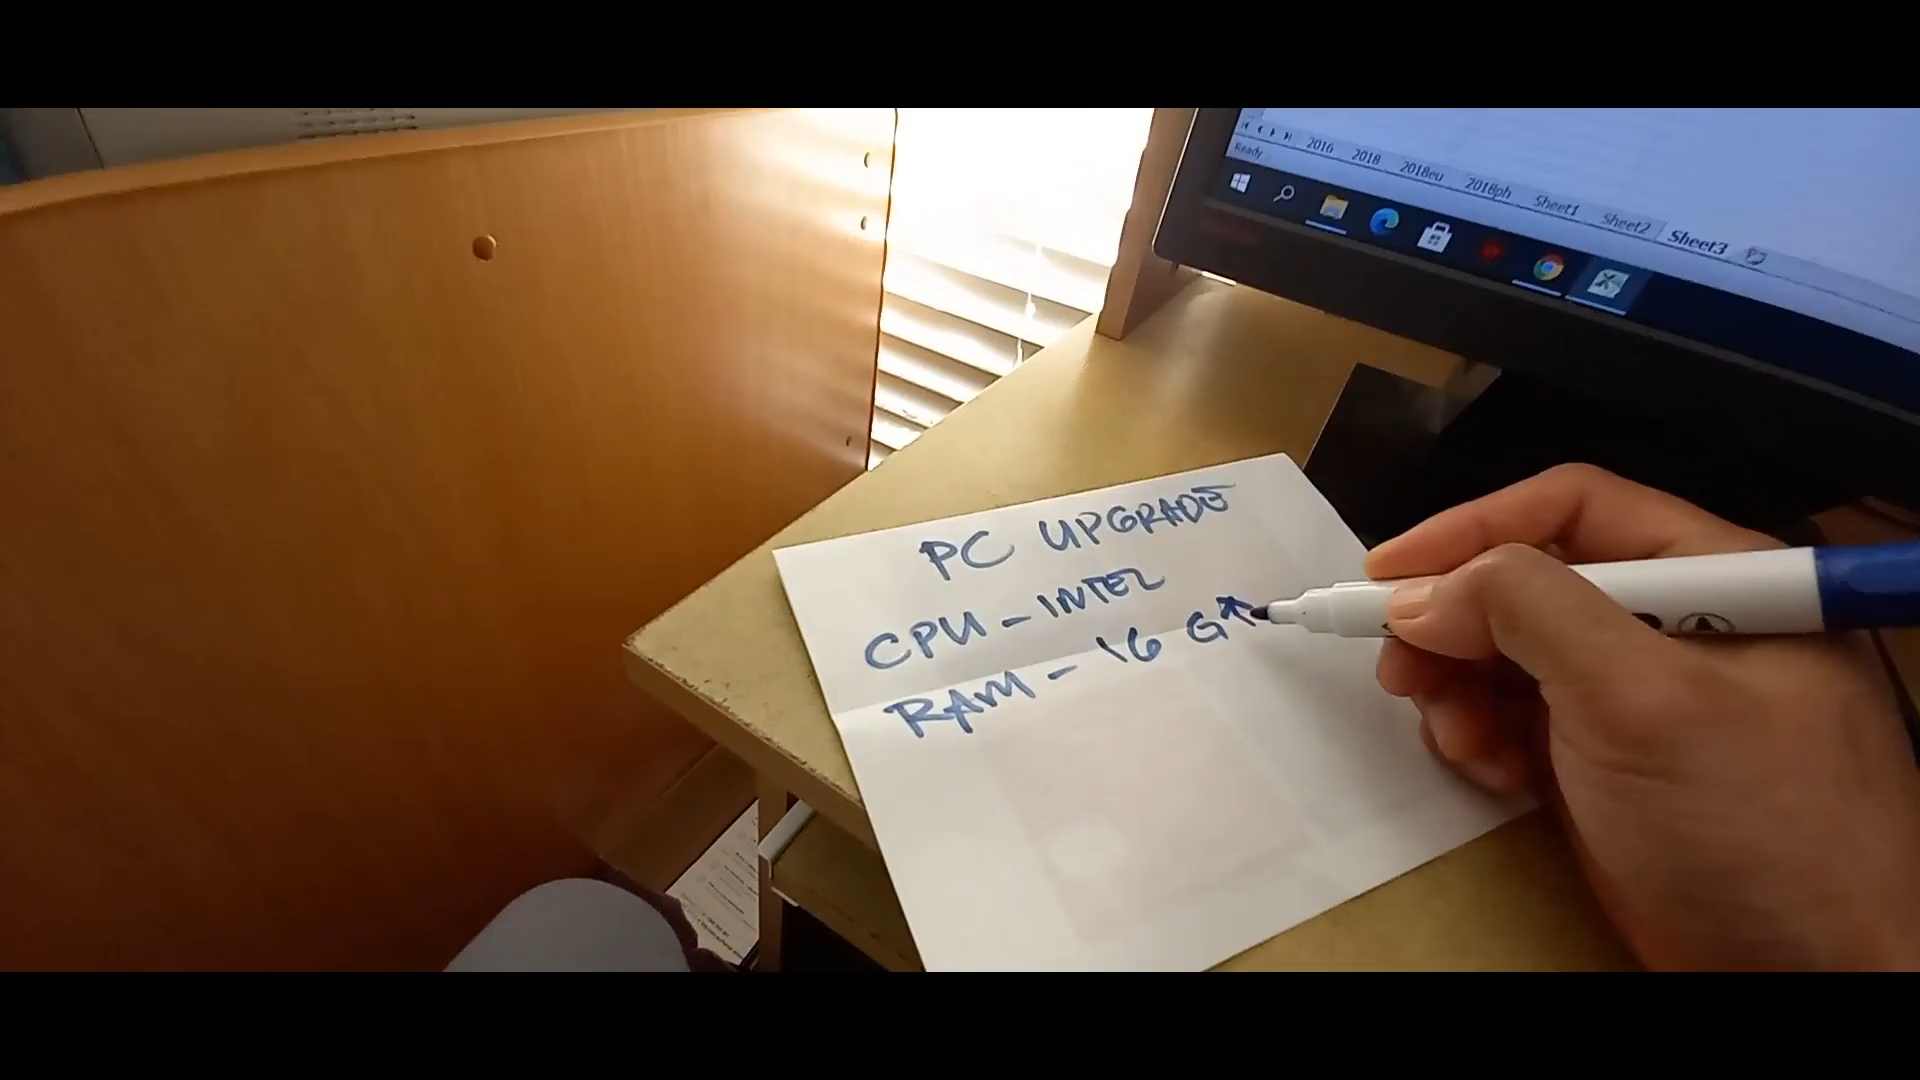 2016 2018 2018eu 2018ph Sheet1 Sheet2 Sheet3
Ready
PC UPGRADE
CPU - INTEL
RAM - 16 G